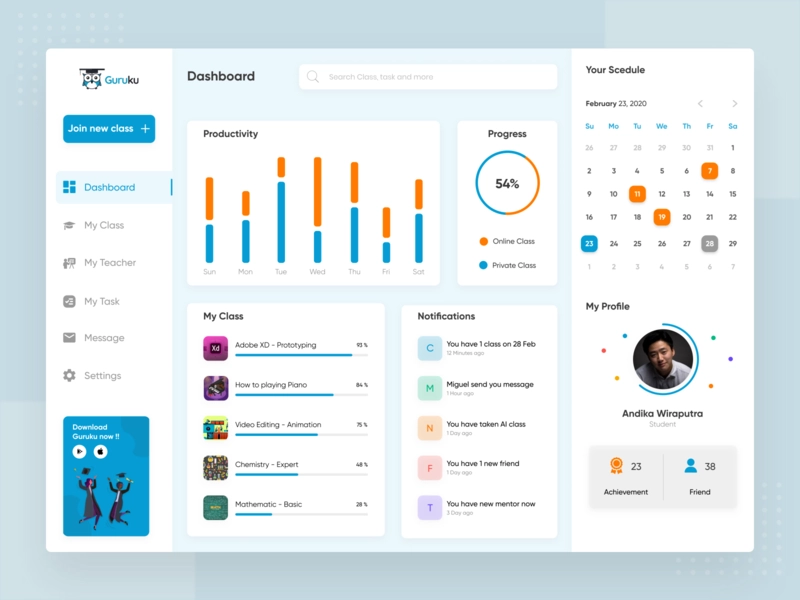 Guruku
Join new class +
Dashboard
My Class
My Teacher
My Task
Message
Settings
Downlood
Guruku now !!
Dashboard
Search Class, task and more
Productivity
Sun Mon Tue Wed Thu Fri Sat
Progress
54%
Online Class
Private Class
My Class
Xd
Adobe XD - Prototyping 93 %
How to playing Piano 84 %
Video Editing - Animation 75 %
Chemistry - Expert 48 %
Mathematic - Basic 28 %
Notifications
C
You have 1 class on 28 Feb
12 Minutes ago
M
Miguel send you message
1 Hour ago
N
You have taken AI class
1 Day ago
F
You have 1 new friend
1 Day ago
T
You have new mentor now
3 Day ago
Your Scedule
February 23, 2020
Su Mo Tu We Th Fr Sa
26 27 28 29 30 31 1
2 3 4 5 6 7 8
9 10 11 12 13 14 15
16 17 18 19 20 21 22
23 24 25 26 27 28 29
1 2 3 4 5 6 7
My Profile
Andika Wiraputra
Student
23
Achievement
38
Friend